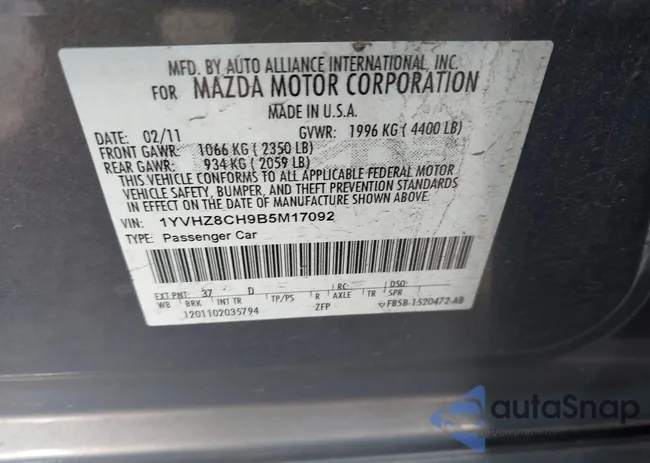 MFD. BY AUTO ALLIANCE INTERNATIONAL, INC.
FOR MAZDA MOTOR CORPORATION
MADE IN U.S.A.
DATE: 02/11 GVWR: 1996 KG ( 4400 LB)
FRONT GAWR: 1066 KG ( 2350 LB)
REAR GAWR: 934 KG ( 2059 LB)
THIS VEHICLE CONFORMS TO ALL APPLICABLE FEDERAL MOTOR
VEHICLE SAFETY, BUMPER, AND THEFT PREVENTION STANDARDS
IN EFFECT ON THE DATE OF MANUFACTURE SHOWN ABOVE.
VIN: 1YVHZ8CH9B5M17092
TYPE: Passenger Car
EXT PNT: 37 D RC: DSO:
WB BRK INT TR TP/PS R AXLE TR SPR
1201102035794 ZFP FB5B-1520472-AB
autoSnap